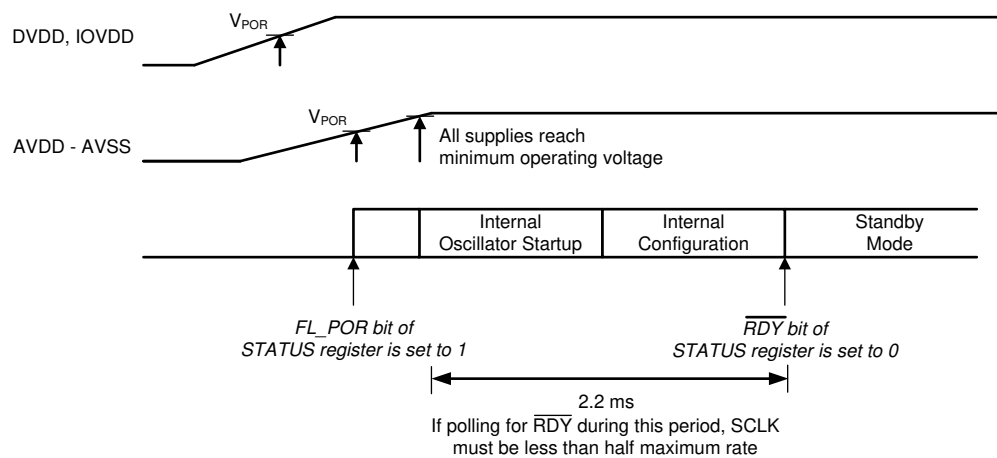 DVDD, IOVDD
VPOR
AVDD - AVSS
VPOR
All supplies reach
minimum operating voltage
Internal
Oscillator Startup
Internal
Configuration
Standby
Mode
FL_POR bit of
STATUS register is set to 1
RDY bit of
STATUS register is set to 0
2.2 ms
If polling for RDY during this period, SCLK
must be less than half maximum rate